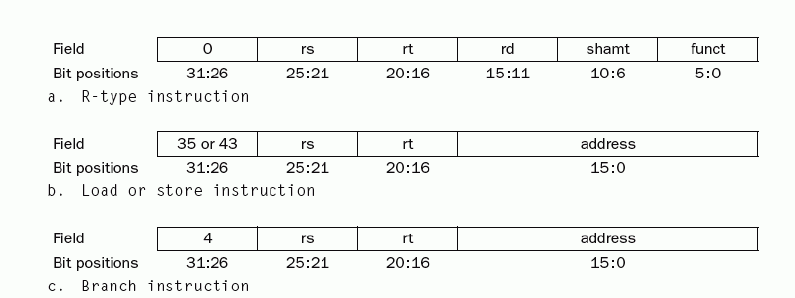 Field 0 rs rt rd shamt funct
Bit positions 31:26 25:21 20:16 15:11 10:6 5:0
a. R-type instruction
Field 35 or 43 rs rt address
Bit positions 31:26 25:21 20:16 15:0
b. Load or store instruction
Field 4 rs rt address
Bit positions 31:26 25:21 20:16 15:0
c. Branch instruction